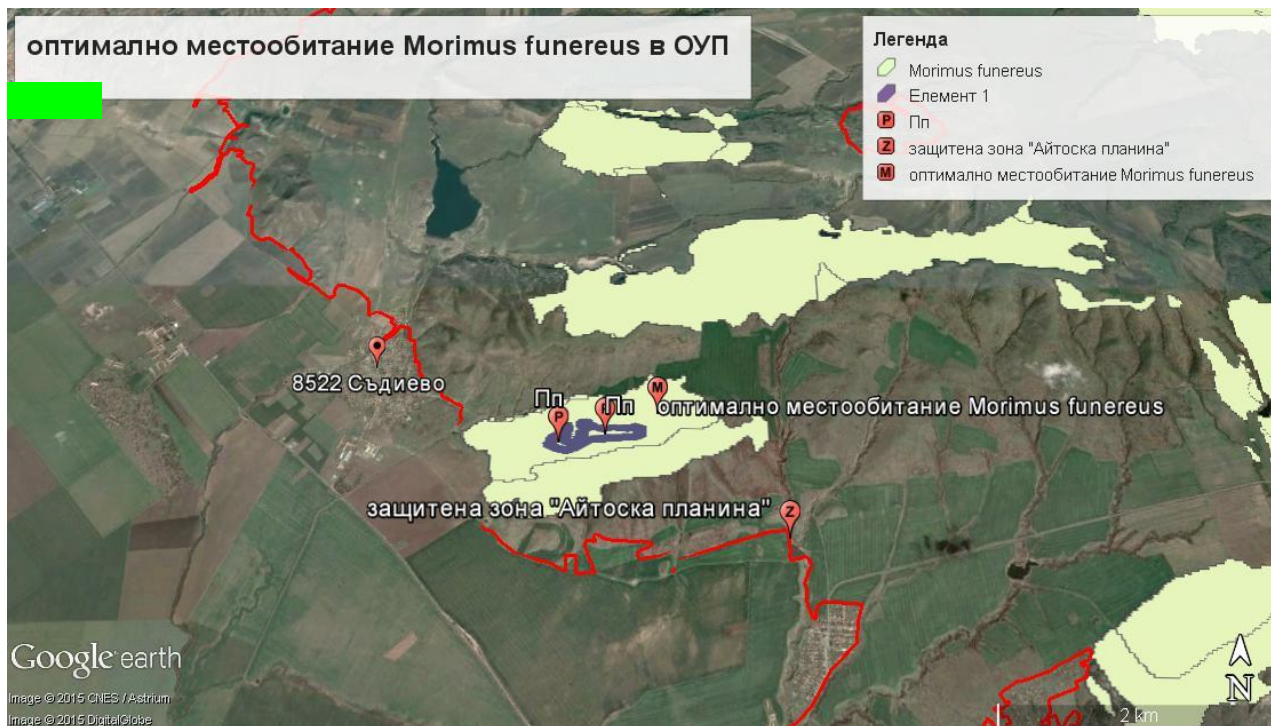 оптимално местообитание Morimus funereus в ОУП
Легенда
Morimus funereus
Елемент 1
P Пп
Z защитена зона "Айтоска планина"
M оптимално местообитание Morimus funereus
8522 Съдиево
Пп
P
Пп
M
оптимално местообитание Morimus funereus
защитена зона "Айтоска планина"
Z
Google earth
Image © 2015 CNES / Astrium
Image © 2015 DigitalGlobe
N
2 km